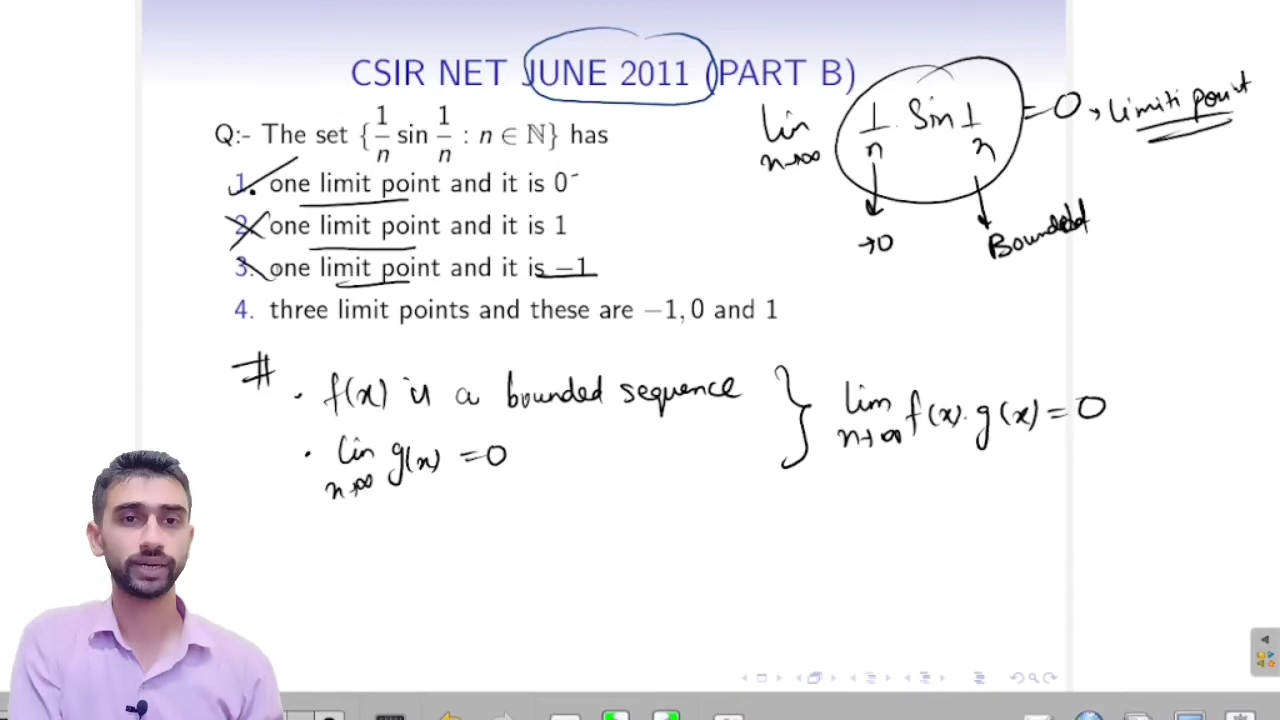 CSIR NET JUNE 2011 (PART B)
Q:- The set {1/n sin 1/n : n ∈ ℕ} has
1. one limit point and it is 0
2. one limit point and it is 1
3. one limit point and it is −1
4. three limit points and these are −1, 0 and 1
lim n→∞ 1/n . Sin 1/n = 0 → limiti point
→0
Bounded
# . f(x) is a bounded sequence
. lim n→∞ g(x) = 0
} lim n→∞ f(x). g(x) = 0